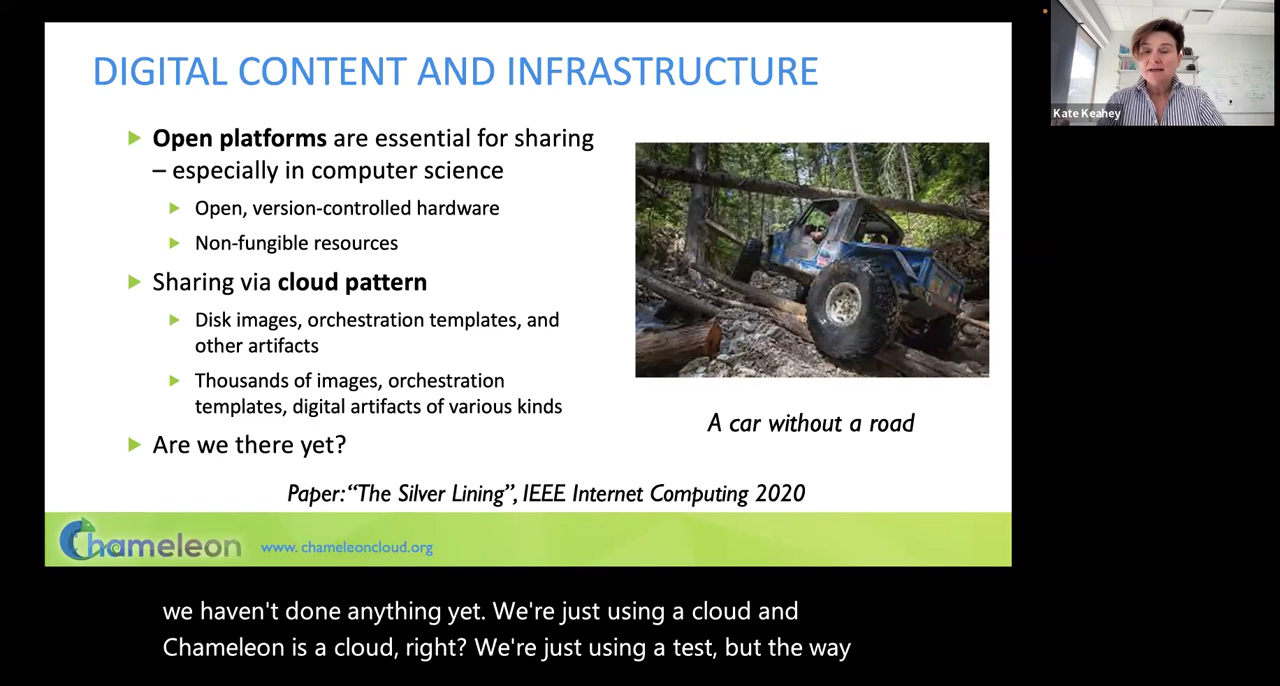 DIGITAL CONTENT AND INFRASTRUCTURE
Open platforms are essential for sharing
– especially in computer science
Open, version-controlled hardware
Non-fungible resources
Sharing via cloud pattern
Disk images, orchestration templates, and
other artifacts
Thousands of images, orchestration
templates, digital artifacts of various kinds
Are we there yet?
A car without a road
Paper: “The Silver Lining”, IEEE Internet Computing 2020
Chameleon
www. chameleoncloud.org
Kate Keahey
we haven't done anything yet. We're just using a cloud and
Chameleon is a cloud, right? We're just using a test, but the way